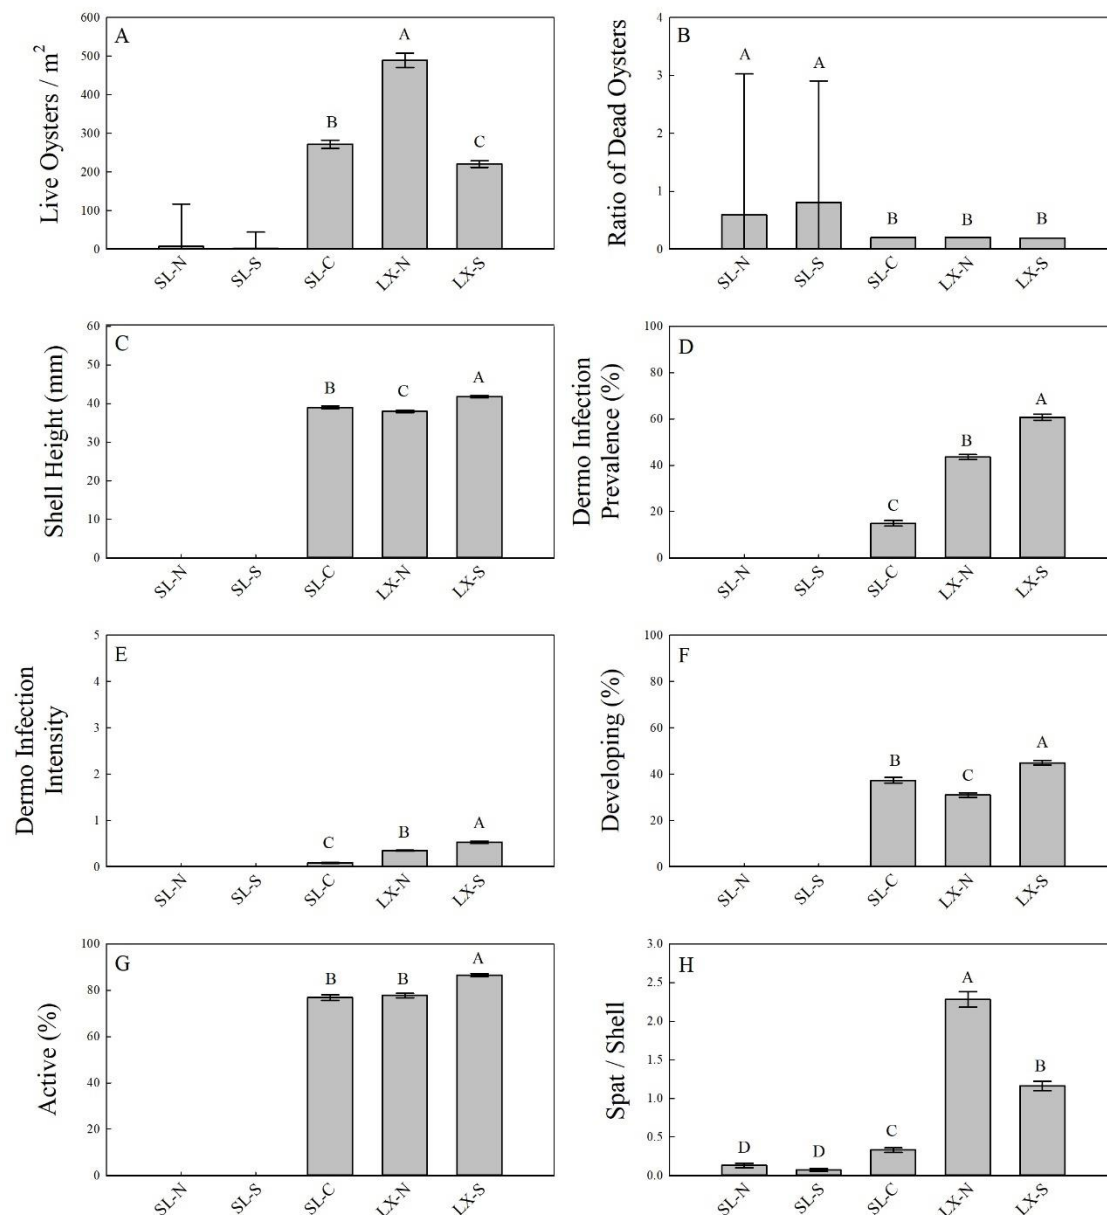 A
Live Oysters / m²
600
500
400
300
200
100
0
B
A
C
SL-N
SL-S
SL-C
LX-N
LX-S
B
Ratio of Dead Oysters
4
3
2
1
0
A
A
B
B
B
SL-N
SL-S
SL-C
LX-N
LX-S
C
Shell Height (mm)
60
50
40
30
20
10
0
B
C
A
SL-N
SL-S
SL-C
LX-N
LX-S
D
Dermo Infection
Prevalence (%)
100
80
60
40
20
0
C
B
A
SL-N
SL-S
SL-C
LX-N
LX-S
E
Dermo Infection
Intensity
5
4
3
2
1
0
C
B
A
SL-N
SL-S
SL-C
LX-N
LX-S
F
Developing (%)
100
80
60
40
20
0
B
C
A
SL-N
SL-S
SL-C
LX-N
LX-S
G
Active (%)
100
80
60
40
20
0
B
B
A
SL-N
SL-S
SL-C
LX-N
LX-S
H
Spat / Shell
3.0
2.5
2.0
1.5
1.0
0.5
0.0
D
D
C
A
B
SL-N
SL-S
SL-C
LX-N
LX-S